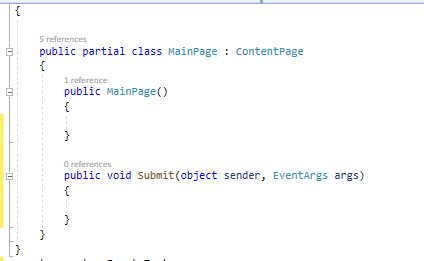 {
5 references
public partial class MainPage : ContentPage
{
1 reference
public MainPage()
{
}
0 references
public void Submit(object sender, EventArgs args)
{
}
}
}